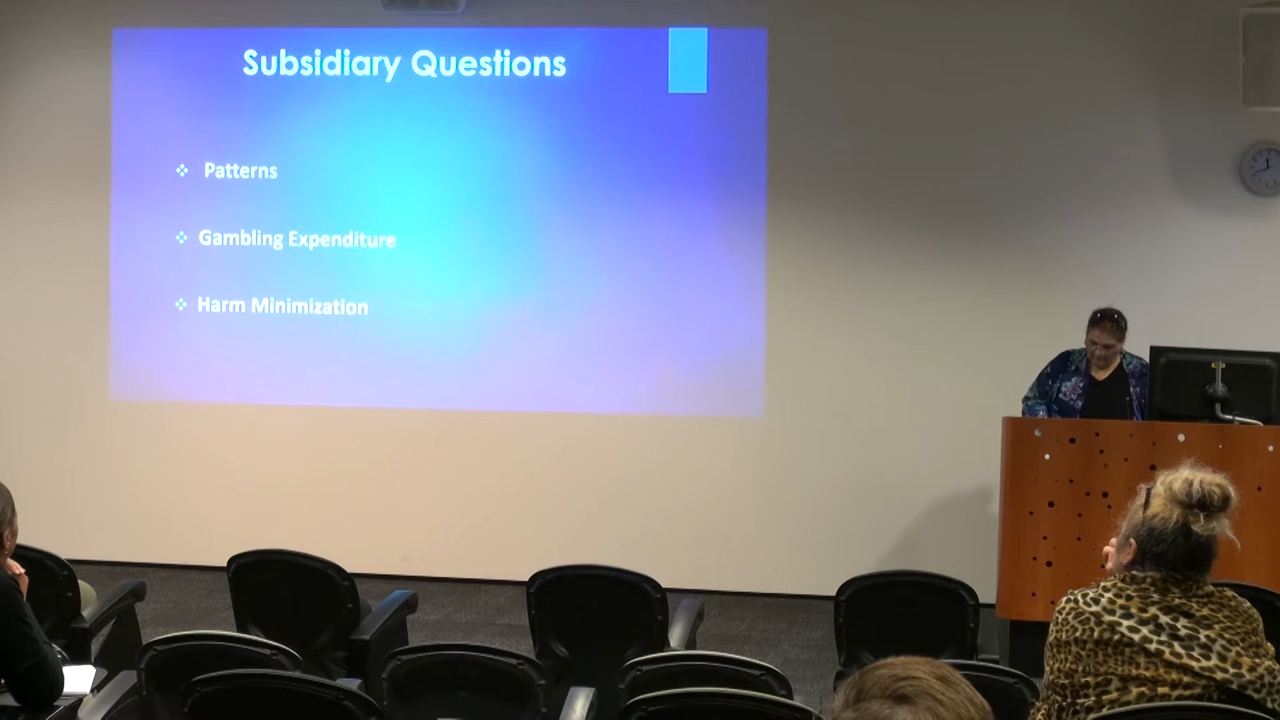 Subsidiary Questions
Patterns
Gambling Expenditure
Harm Minimization